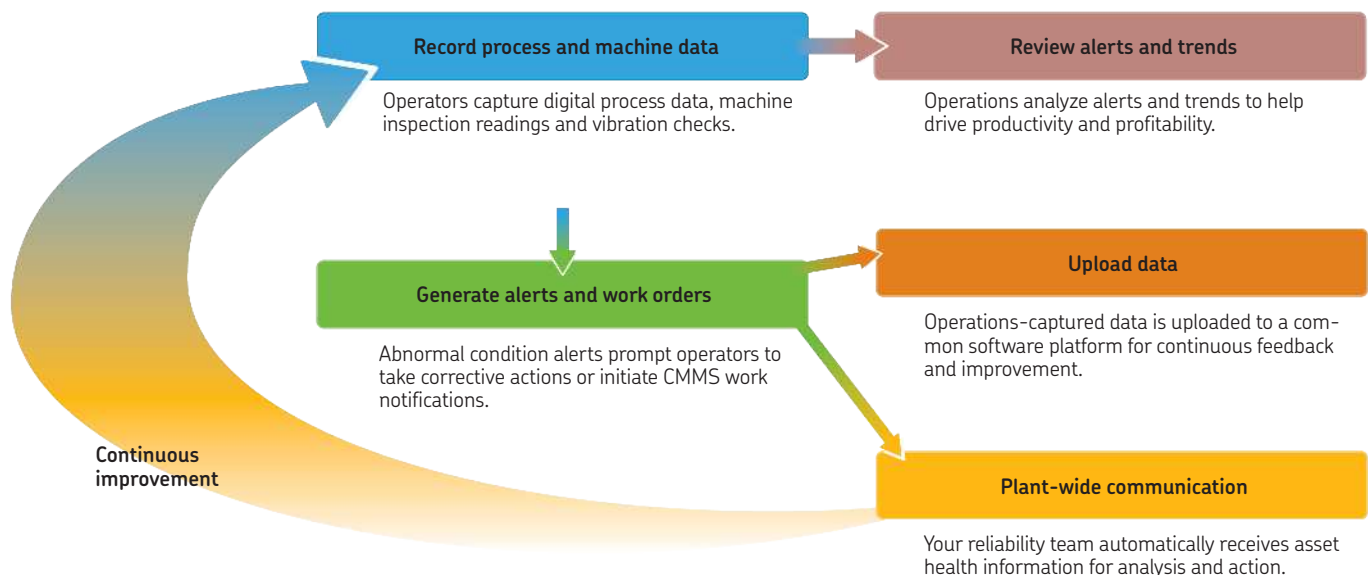 Record process and machine data
Operators capture digital process data, machine
inspection readings and vibration checks.
Review alerts and trends
Operations analyze alerts and trends to help
drive productivity and profitability.
Generate alerts and work orders
Abnormal condition alerts prompt operators to
take corrective actions or initiate CMMS work
notifications.
Upload data
Operations-captured data is uploaded to a com-
mon software platform for continuous feedback
and improvement.
Continuous
improvement
Plant-wide communication
Your reliability team automatically receives asset
health information for analysis and action.